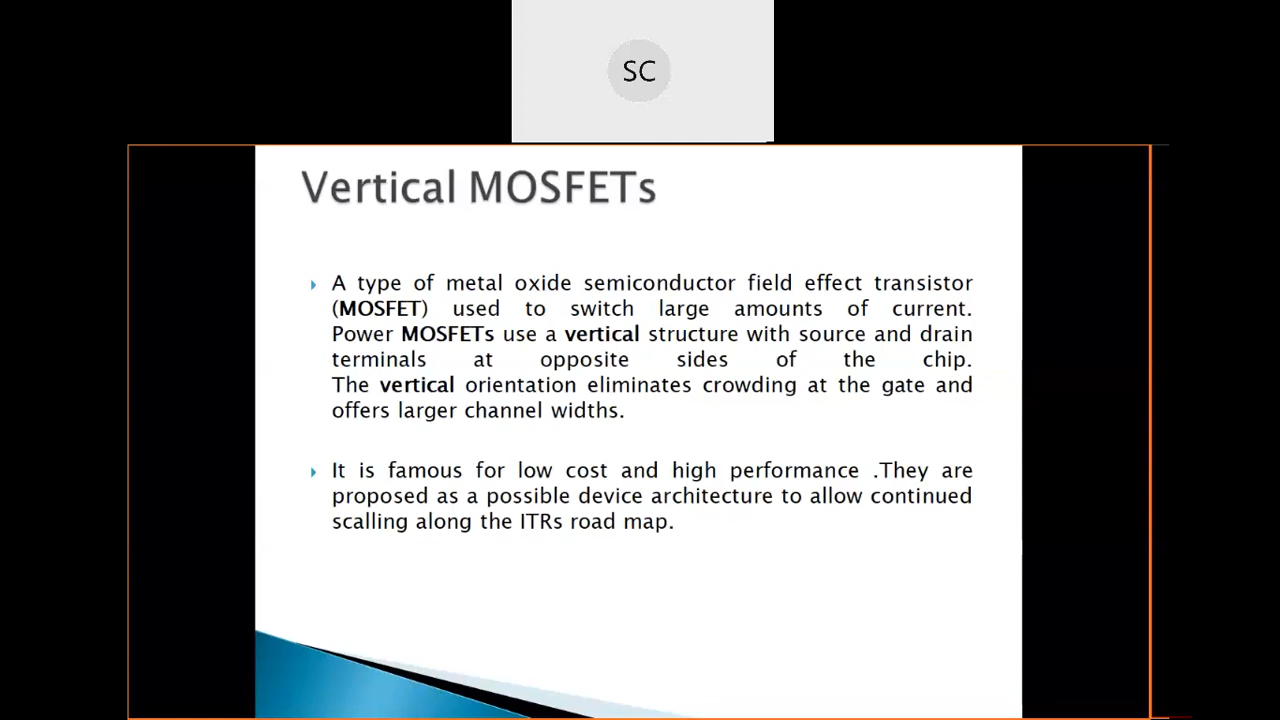 SC
Vertical MOSFETs
A type of metal oxide semiconductor field effect transistor
(MOSFET) used to switch large amounts of current.
Power MOSFETs use a vertical structure with source and drain
terminals at opposite sides of the chip.
The vertical orientation eliminates crowding at the gate and
offers larger channel widths.
It is famous for low cost and high performance .They are
proposed as a possible device architecture to allow continued
scalling along the ITRs road map.